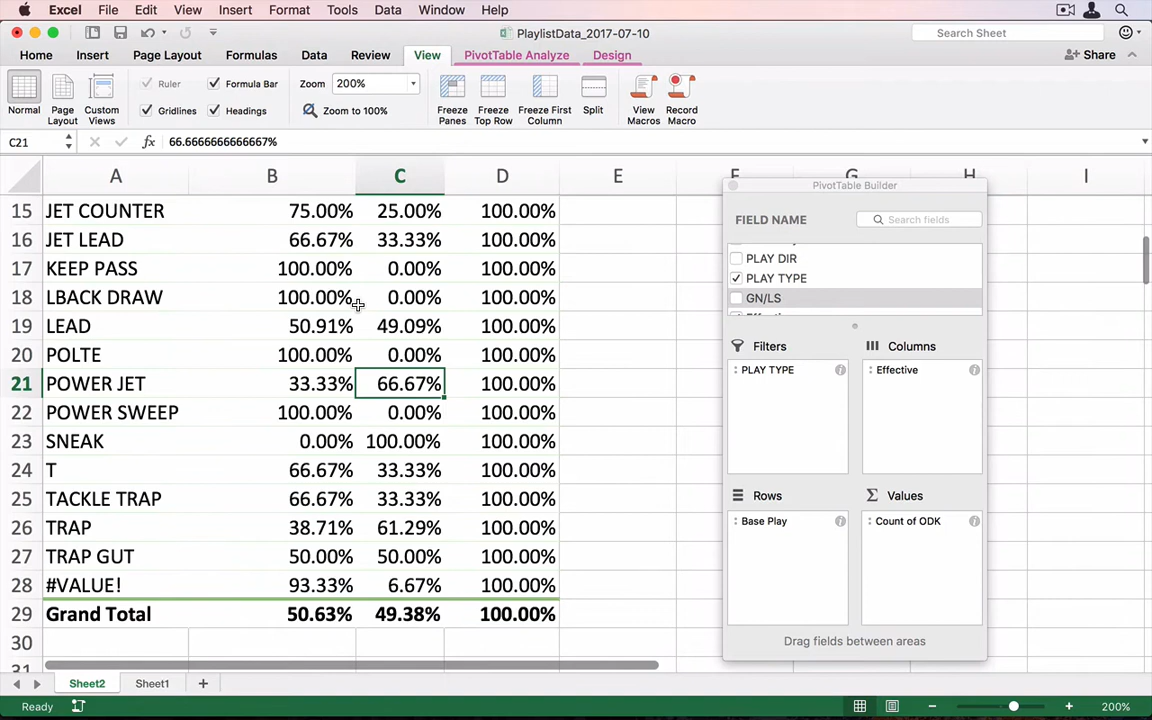 Excel File Edit View Insert Format Tools Data Window Help
PlaylistData_2017-07-10
Search Sheet
Home Insert Page Layout Formulas Data Review View PivotTable Analyze Design
Share
Normal
Page Layout
Custom Views
Ruler
Formula Bar
Gridlines
Headings
Zoom 200%
Zoom to 100%
Freeze Panes
Freeze Top Row
Freeze First Column
Split
View Macros
Record Macro
C21 fx 66.6666666666667%
A B C D E F G H I
15 JET COUNTER 75.00% 25.00% 100.00%
16 JET LEAD 66.67% 33.33% 100.00%
17 KEEP PASS 100.00% 0.00% 100.00%
18 LBACK DRAW 100.00% 0.00% 100.00%
19 LEAD 50.91% 49.09% 100.00%
20 POLTE 100.00% 0.00% 100.00%
21 POWER JET 33.33% 66.67% 100.00%
22 POWER SWEEP 100.00% 0.00% 100.00%
23 SNEAK 0.00% 100.00% 100.00%
24 T 66.67% 33.33% 100.00%
25 TACKLE TRAP 66.67% 33.33% 100.00%
26 TRAP 38.71% 61.29% 100.00%
27 TRAP GUT 50.00% 50.00% 100.00%
28 #VALUE! 93.33% 6.67% 100.00%
29 Grand Total 50.63% 49.38% 100.00%
30
31
PivotTable Builder
FIELD NAME
Search fields
PLAY DIR
PLAY TYPE
GN/LS
Effective
Filters
PLAY TYPE
Columns
Effective
Rows
Base Play
Values
Count of ODK
Drag fields between areas
Sheet2 Sheet1
Ready
200%